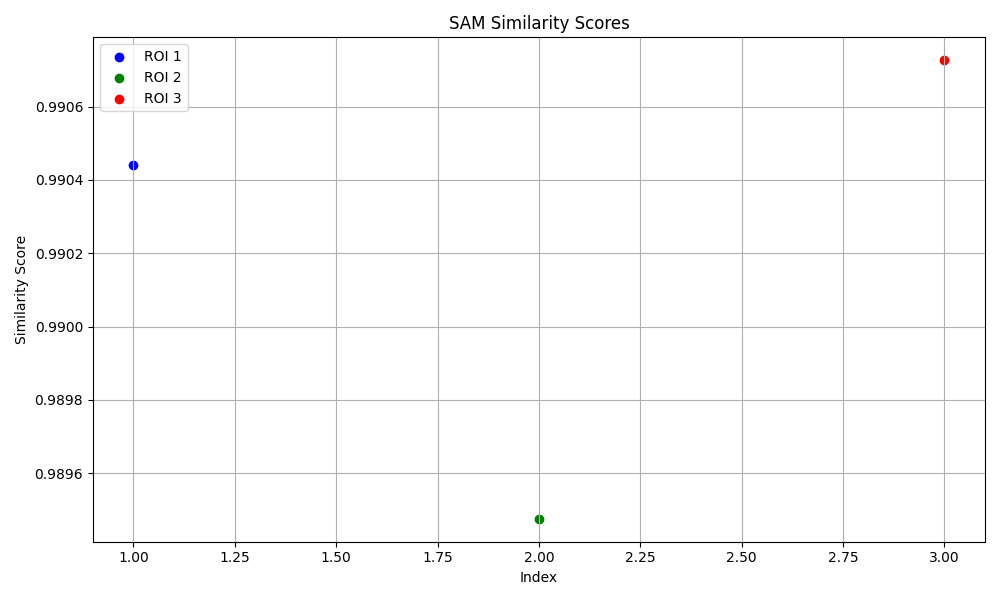 SAM Similarity Scores
ROI 1
ROI 2
ROI 3
0.9906
0.9904
0.9902
0.9900
0.9898
0.9896
Similarity Score
1.00 1.25 1.50 1.75 2.00 2.25 2.50 2.75 3.00
Index